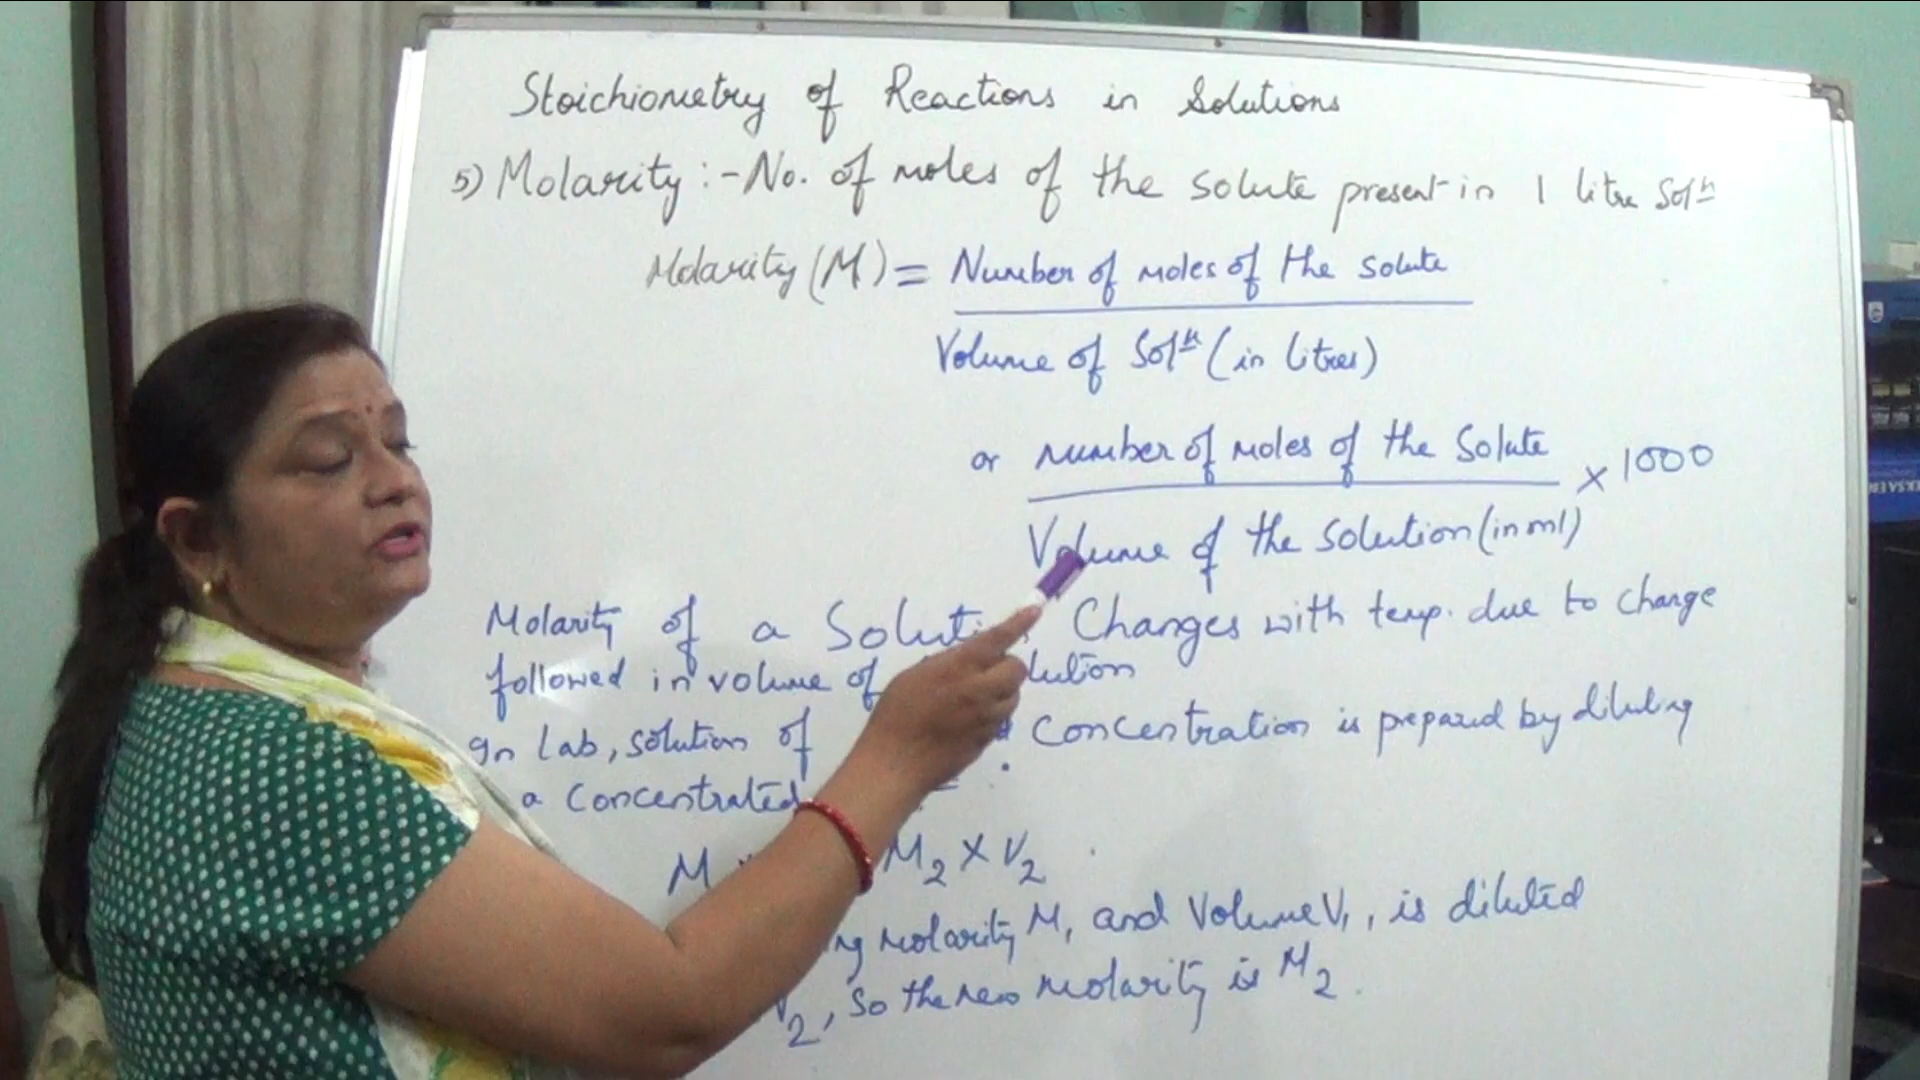 Stoichiometry of Reactions in Solutions
5) Molarity :- No. of moles of the solute present in 1 litre Solⁿ
Molarity (M) = Number of moles of the solute
Volume of Solⁿ (in litres)
or number of moles of the Solute × 1000
Volume of the solution (in ml)
Molarity of a Soluti Changes with temp. due to change
followed in volume of lution
In lab, solution of concentration is prepared by diluting
a concentrated
M M₂ × V₂
ng molarity M₁ and Volume V₁, is diluted
V₂, so the new molarity is M₂.